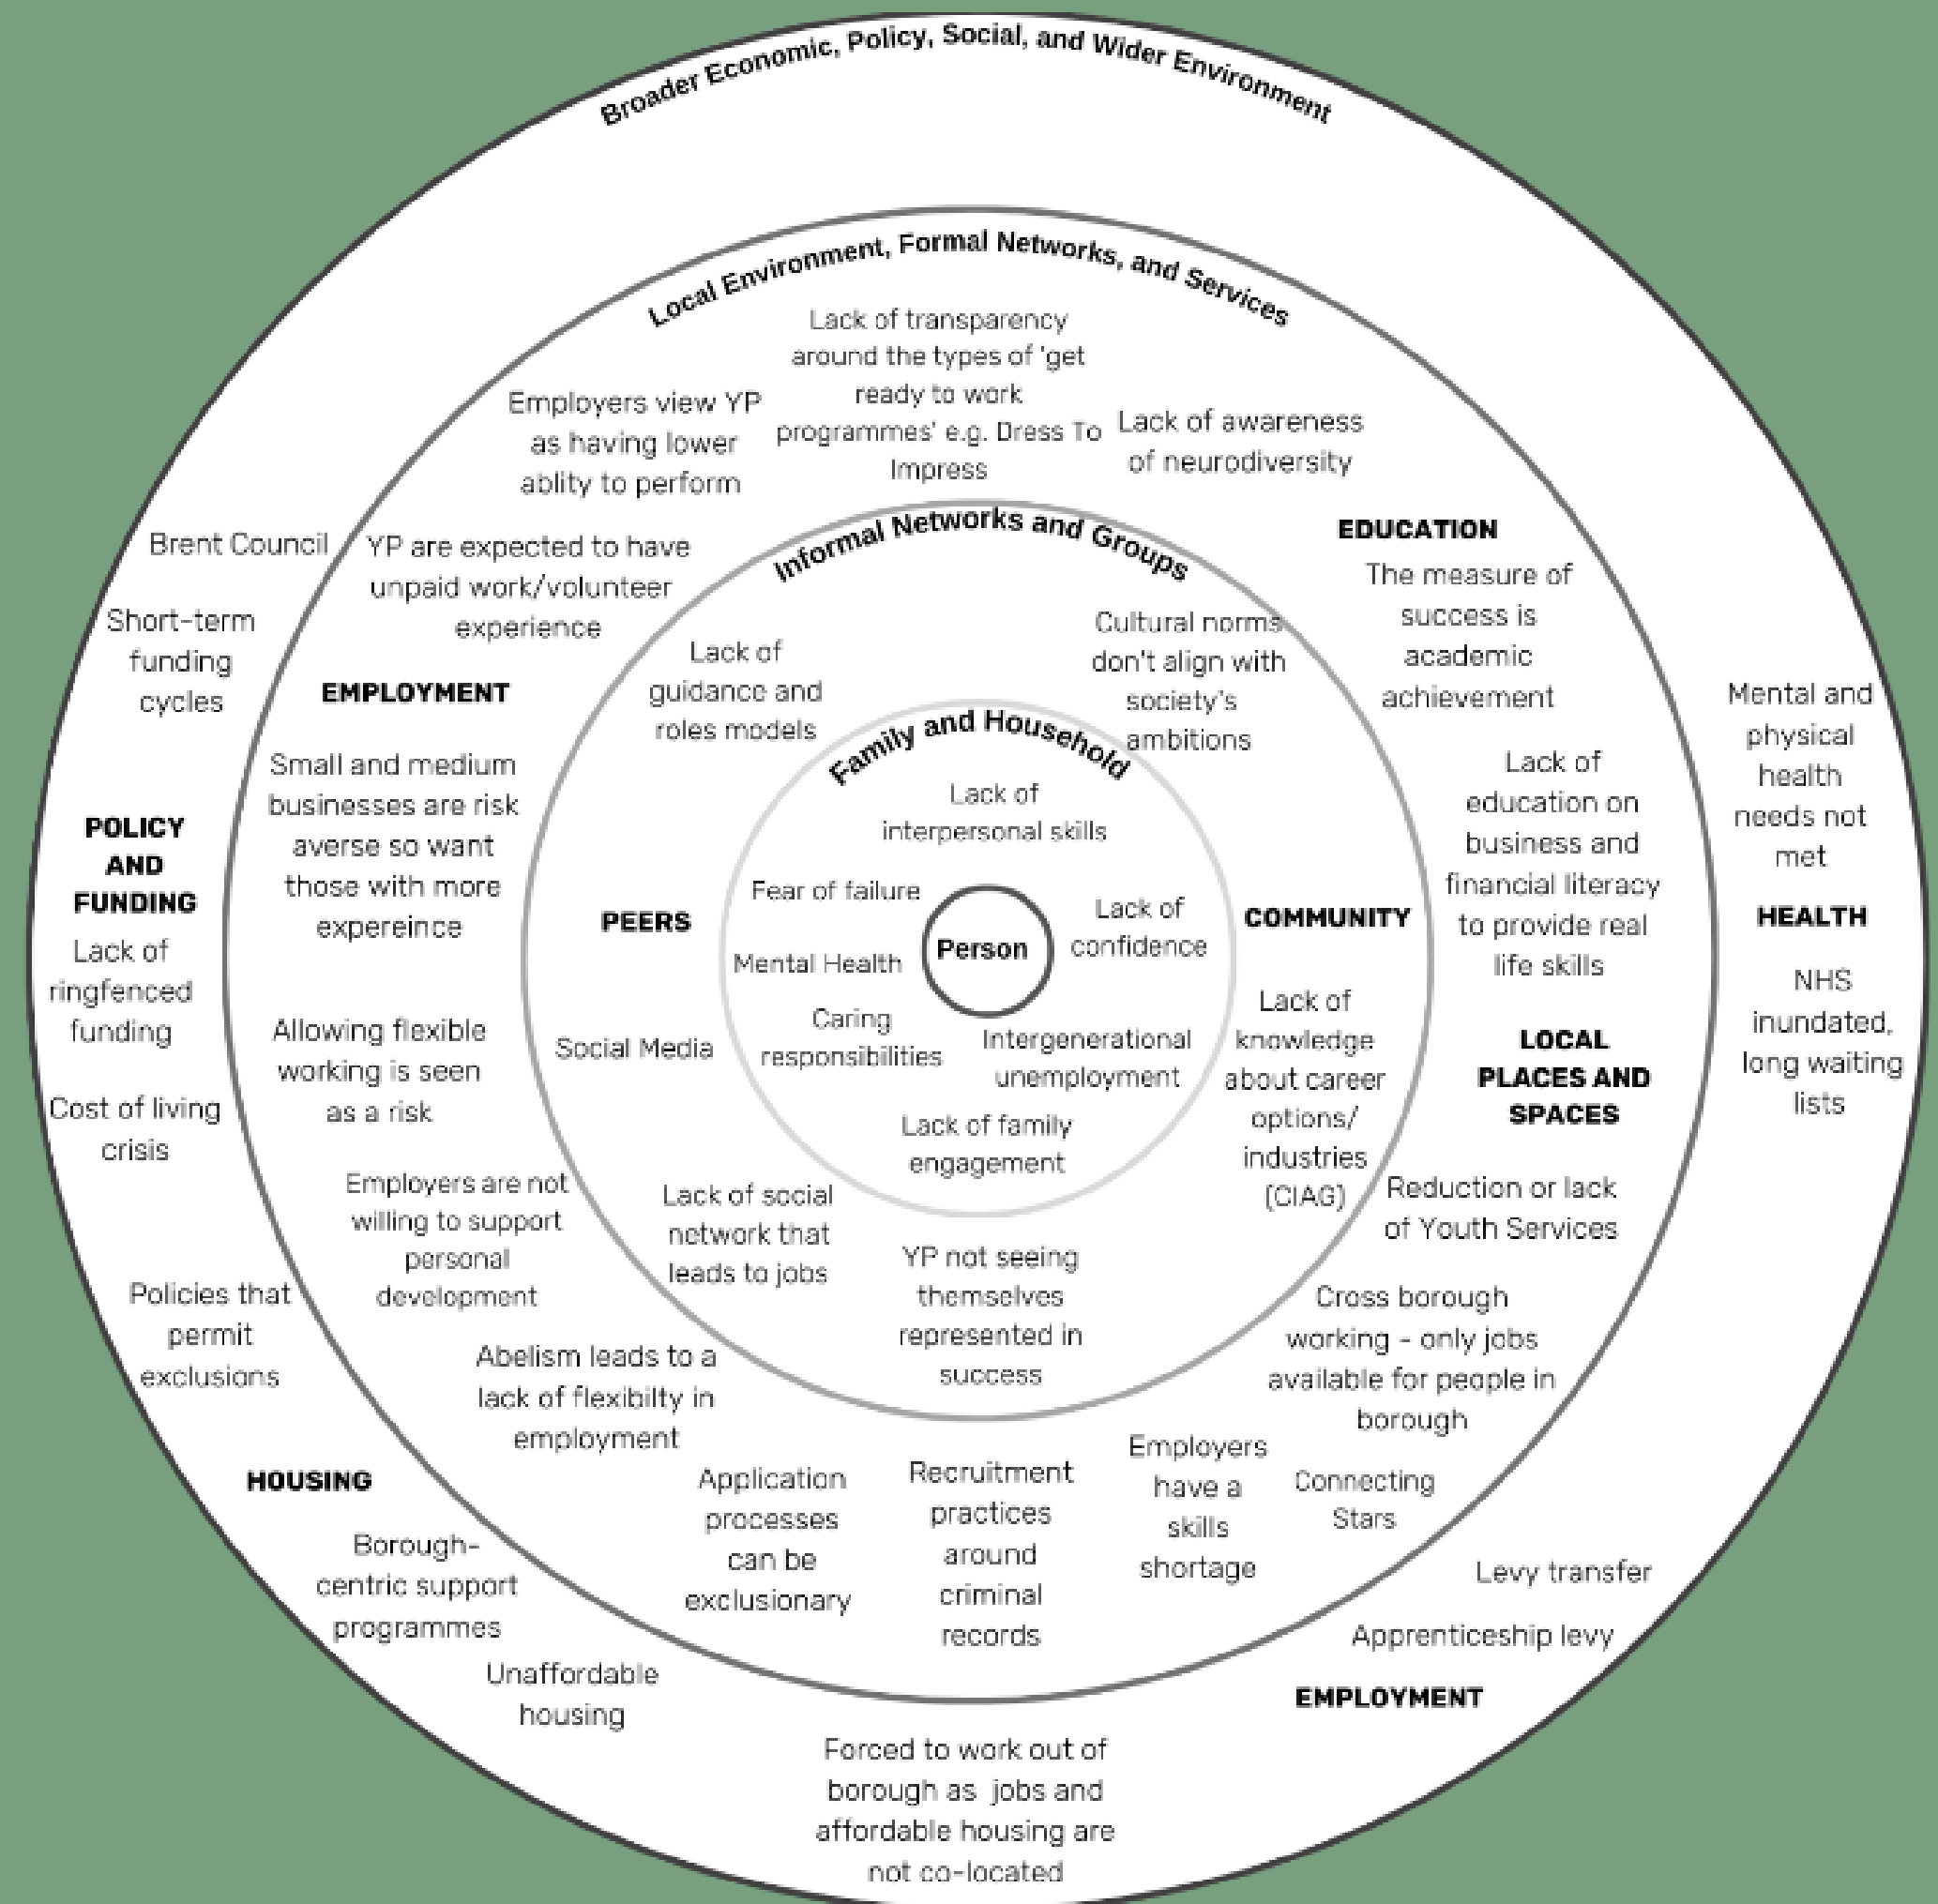 Broader Economic, Policy, Social, and Wider Environment
Local Environment, Formal Networks, and Services
Lack of transparency
around the types of 'get
ready to work
programmes' e.g. Dress To
Impress
Employers view YP
as having lower
ablity to perform
Lack of awareness
of neurodiversity
Brent Council
Short-term
funding
cycles
YP are expected to have
unpaid work/volunteer
experience
Informal Networks and Groups
EDUCATION
The measure of
success is
academic
achievement
Lack of
guidance and
roles models
Cultural norms
don't align with
society's
ambitions
EMPLOYMENT
Small and medium
businesses are risk
averse so want
those with more
expereince
Family and Household
Lack of
interpersonal skills
Fear of failure
Lack of
confidence
Person
Mental Health
Caring
responsibilities
Intergenerational
unemployment
Lack of family
engagement
PEERS
Social Media
COMMUNITY
Lack of
knowledge
about career
options/
industries
(CIAG)
Lack of
education on
business and
financial literacy
to provide real
life skills
Mental and
physical
health
needs not
met
HEALTH
NHS
inundated,
long waiting
lists
POLICY
AND
FUNDING
Lack of
ringfenced
funding
Cost of living
crisis
Allowing flexible
working is seen
as a risk
LOCAL
PLACES AND
SPACES
Reduction or lack
of Youth Services
Employers are not
willing to support
personal
development
Lack of social
network that
leads to jobs
YP not seeing
themselves
represented in
success
Cross borough
working - only jobs
available for people in
borough
Policies that
permit
exclusions
Abelism leads to a
lack of flexibilty in
employment
Application
processes
can be
exclusionary
Recruitment
practices
around
criminal
records
Employers
have a
skills
shortage
Connecting
Stars
HOUSING
Borough-
centric support
programmes
Unaffordable
housing
Levy transfer
Apprenticeship levy
EMPLOYMENT
Forced to work out of
borough as jobs and
affordable housing are
not co-located